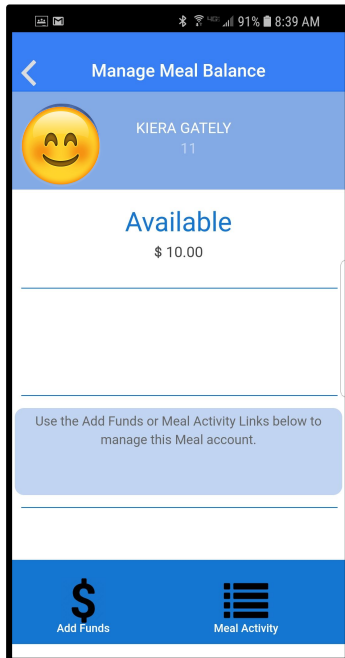 91% 8:39 AM
Manage Meal Balance
KIERA GATELY
11
Available
$ 10.00
Use the Add Funds or Meal Activity Links below to
manage this Meal account.
$
Add Funds
Meal Activity